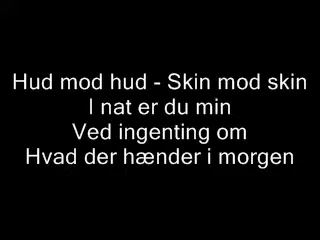 Hud mod hud - Skin mod skin
I nat er du min
Ved ingenting om
Hvad der hænder i morgen